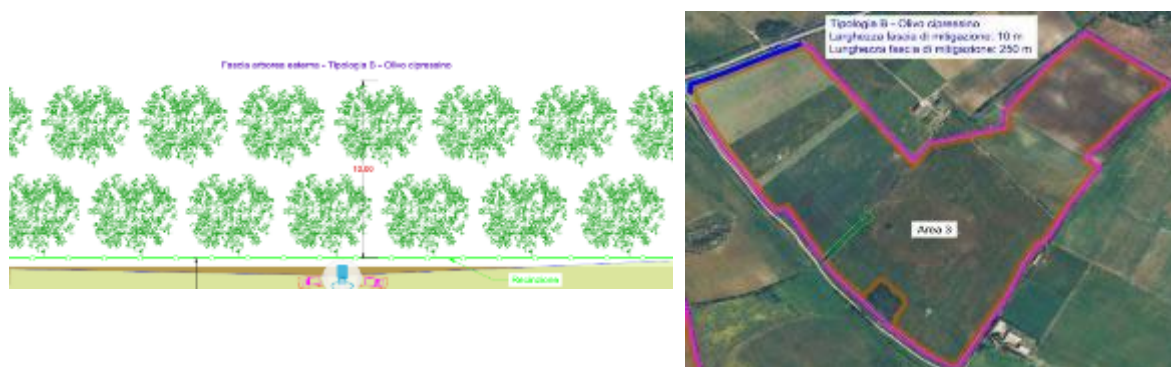 Fascia arborea esterna - Tipologia B - Olivo cipressino
10,00
Recinzione
Tipologia B - Olivo cipressino
Larghezza fascia di mitigazione: 10 m
Lunghezza fascia di mitigazione: 250 m
Area 3